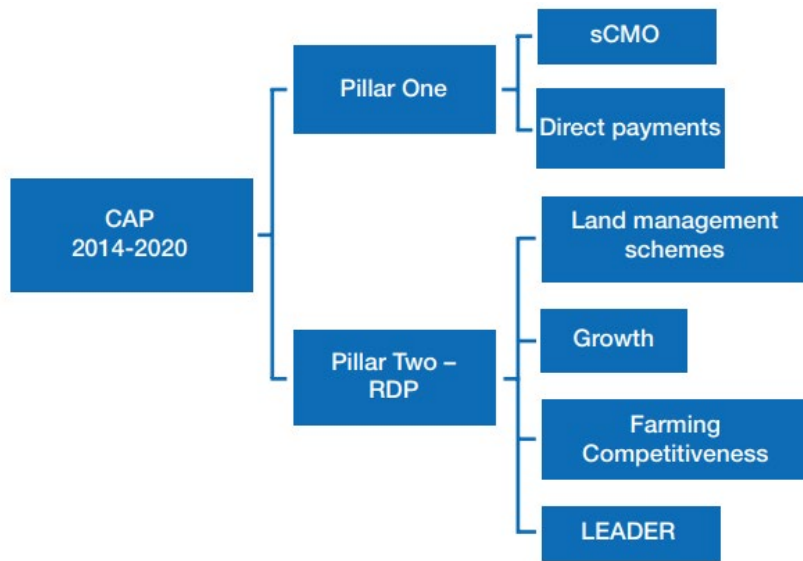 CAP
2014-2020
Pillar One
sCMO
Direct payments
Pillar Two –
RDP
Land management
schemes
Growth
Farming
Competitiveness
LEADER